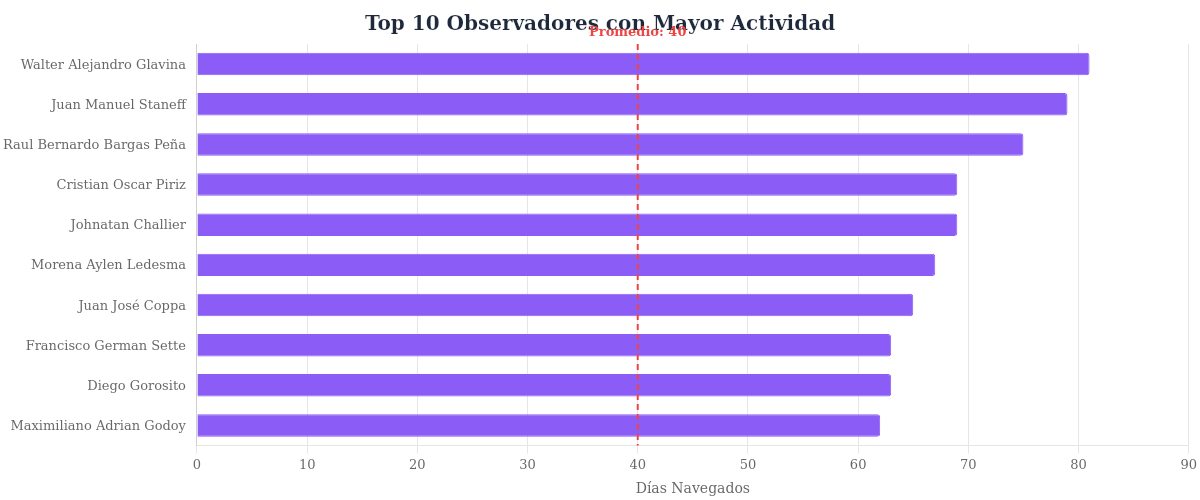 Top 10 Observadores con Mayor Actividad
Promedio: 40
Walter Alejandro Glavina
Juan Manuel Staneff
Raul Bernardo Bargas Peña
Cristian Oscar Piriz
Johnatan Challier
Morena Aylen Ledesma
Juan José Coppa
Francisco German Sette
Diego Gorosito
Maximiliano Adrian Godoy
0 10 20 30 40 50 60 70 80 90
Días Navegados